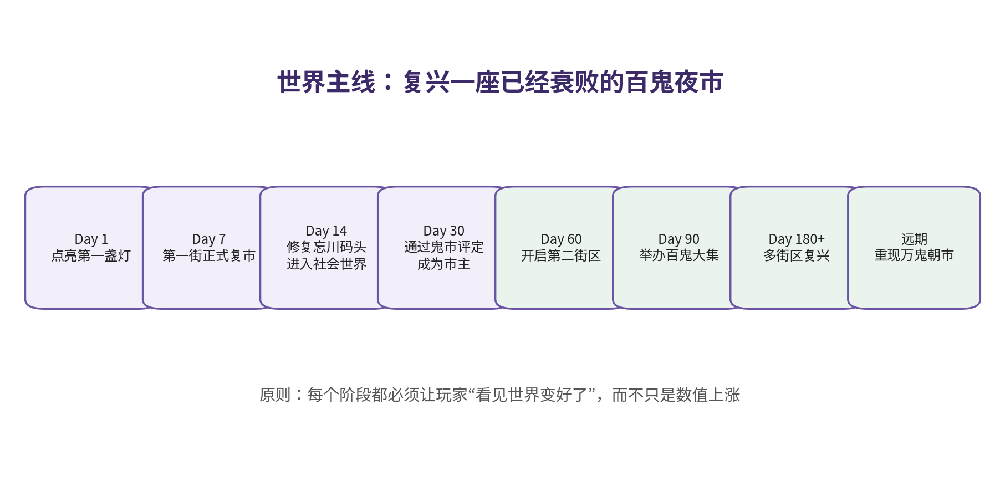 世界主线：复兴一座已经衰败的百鬼夜市
Day 1
点亮第一盏灯
Day 7
第一街正式复市
Day 14
修复忘川码头
进入社会世界
Day 30
通过鬼市评定
成为市主
Day 60
开启第二街区
Day 90
举办百鬼大集
Day 180+
多街区复兴
远期
重现万鬼朝市
原则：每个阶段都必须让玩家“看见世界变好了”，而不只是数值上涨